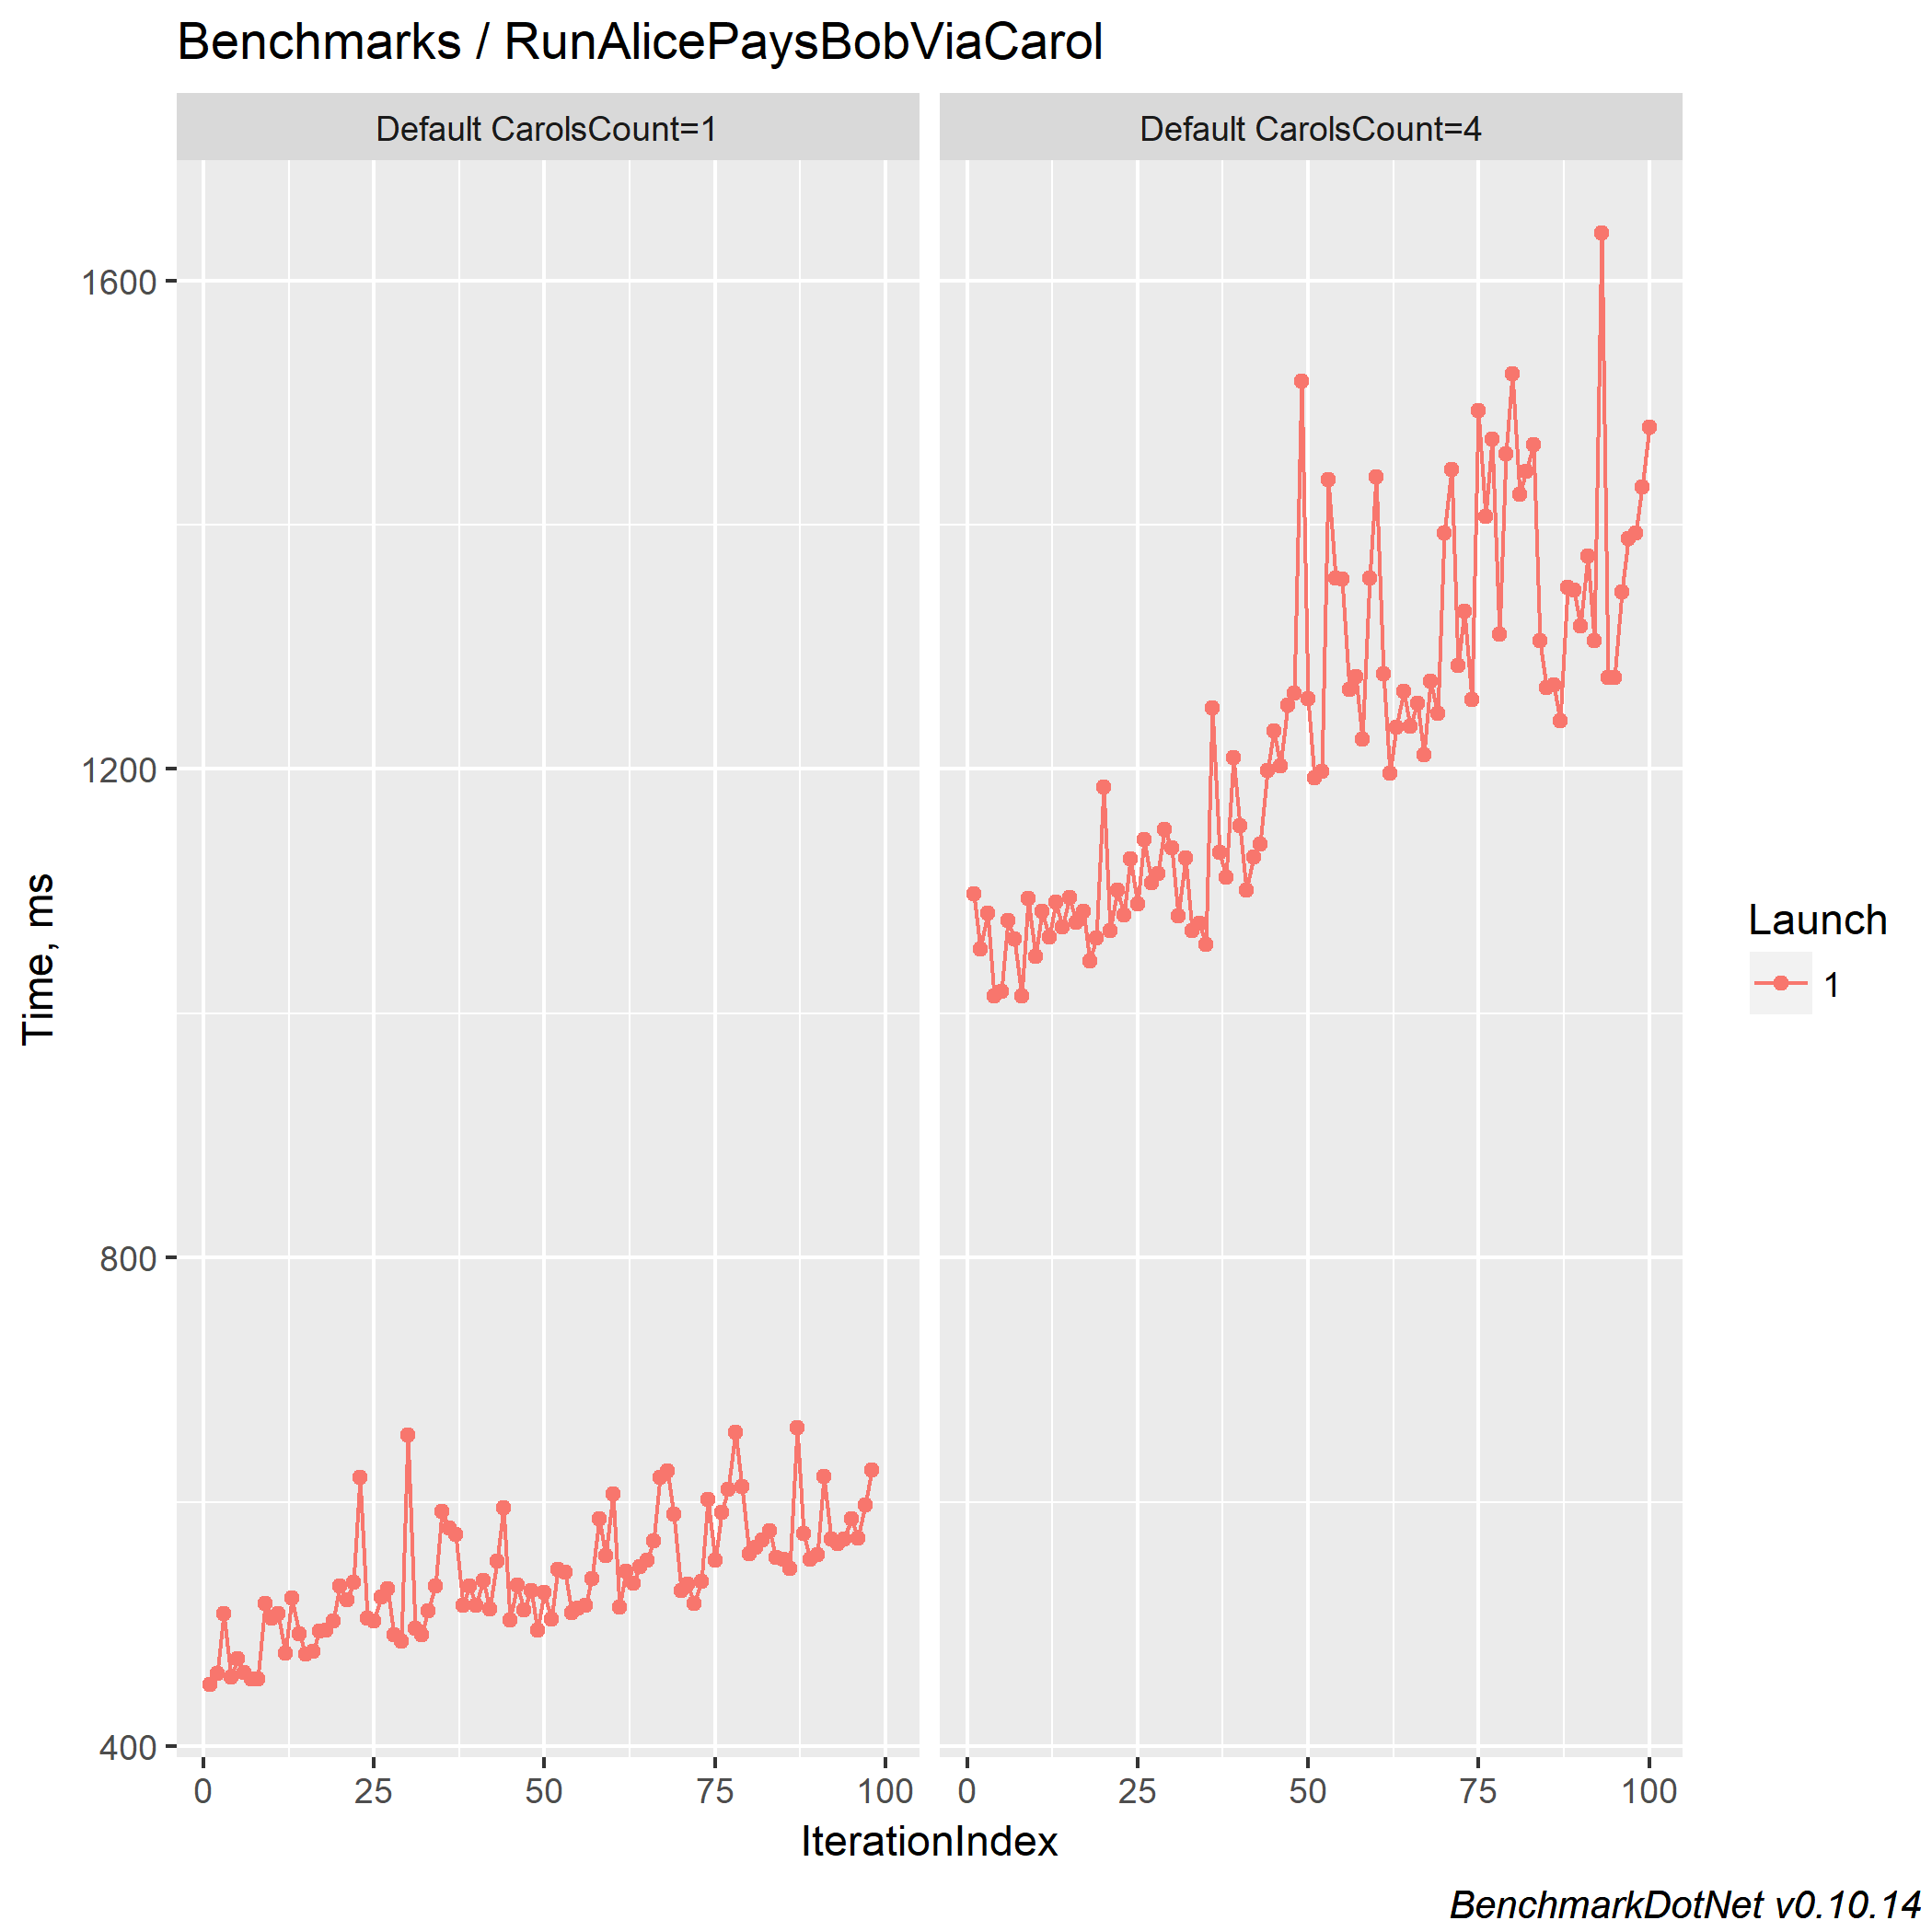 Benchmarks / RunAlicePaysBobViaCarol
Default CarolsCount=1
Default CarolsCount=4
1600
1200
800
400
Time, ms
0 25 50 75 100
0 25 50 75 100
IterationIndex
Launch
1
BenchmarkDotNet v0.10.14